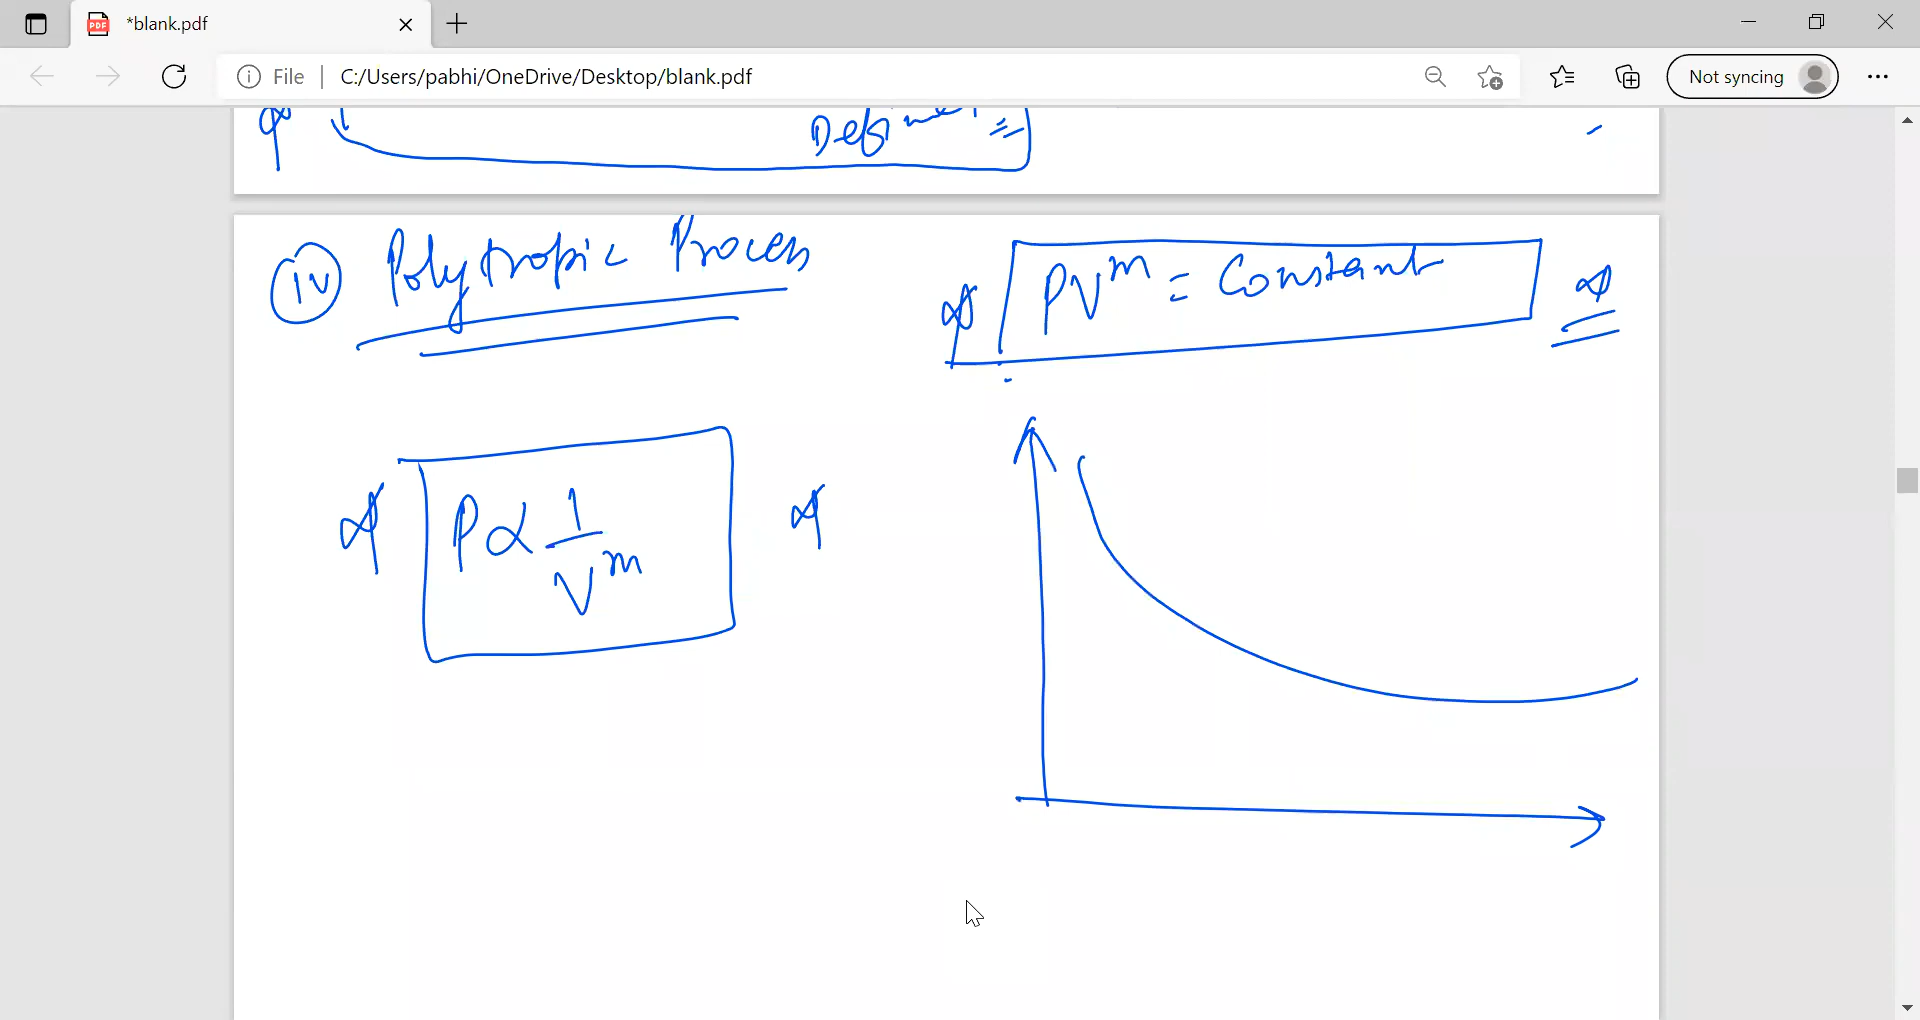 *blank.pdf
File | C:/Users/pabhi/OneDrive/Desktop/blank.pdf
Not syncing
(iv) Polytropic Process
PV^m = Constant
P ∝ 1/V^m